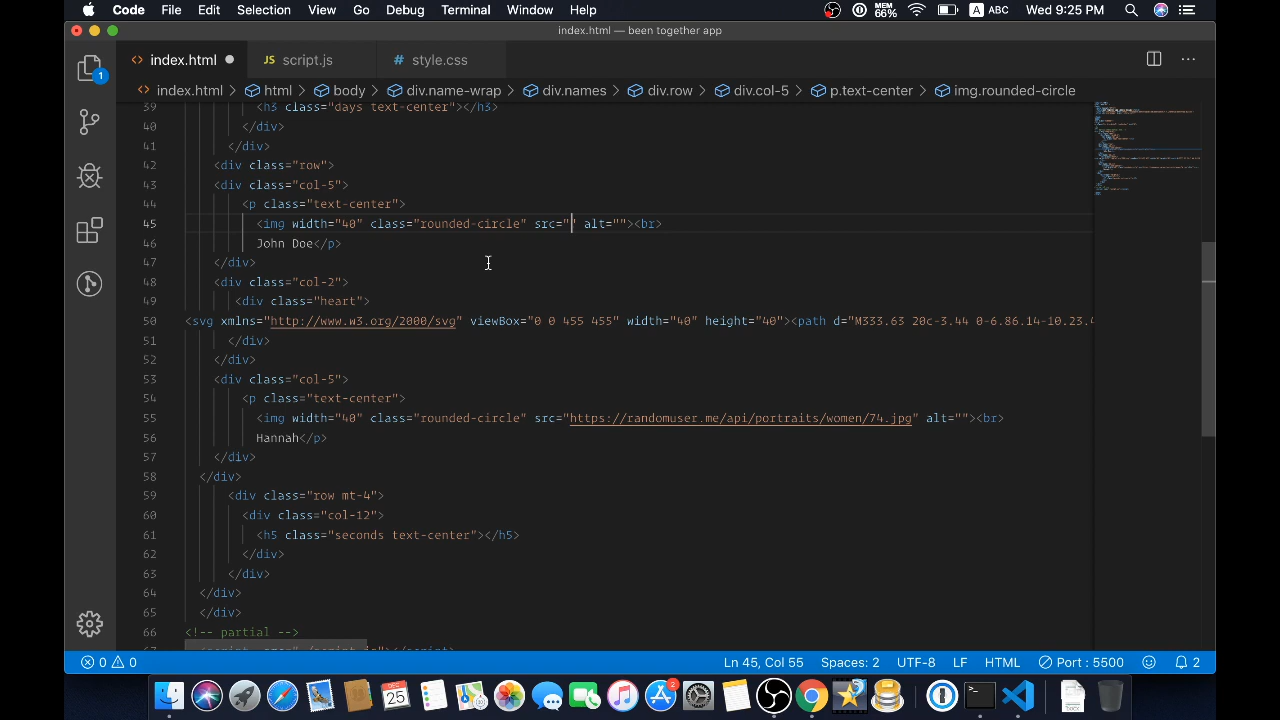 Code File Edit Selection View Go Debug Terminal Window Help MEM 66% A ABC Wed 9:25 PM
index.html — been together app
1 <> index.html JS script.js # style.css
<> index.html > html > body > div.name-wrap > div.names > div.row > div.col-5 > p.text-center > img.rounded-circle
39 <h3 class="days text-center"></h3>
40 </div>
41 </div>
42 <div class="row">
43 <div class="col-5">
44 <p class="text-center">
45 <img width="40" class="rounded-circle" src="" alt=""><br>
46 John Doe</p>
47 </div>
48 <div class="col-2">
49 <div class="heart">
50 <svg xmlns="http://www.w3.org/2000/svg" viewBox="0 0 455 455" width="40" height="40"><path d="M333.63 20c-3.44 0-6.86.14-10.23.4
51 </div>
52 </div>
53 <div class="col-5">
54 <p class="text-center">
55 <img width="40" class="rounded-circle" src="https://randomuser.me/api/portraits/women/74.jpg" alt=""><br>
56 Hannah</p>
57 </div>
58 </div>
59 <div class="row mt-4">
60 <div class="col-12">
61 <h5 class="seconds text-center"></h5>
62 </div>
63 </div>
64 </div>
65 </div>
66 <!-- partial -->
0 0 Ln 45, Col 55 Spaces: 2 UTF-8 LF HTML Port : 5500 2
25 2 DOCX